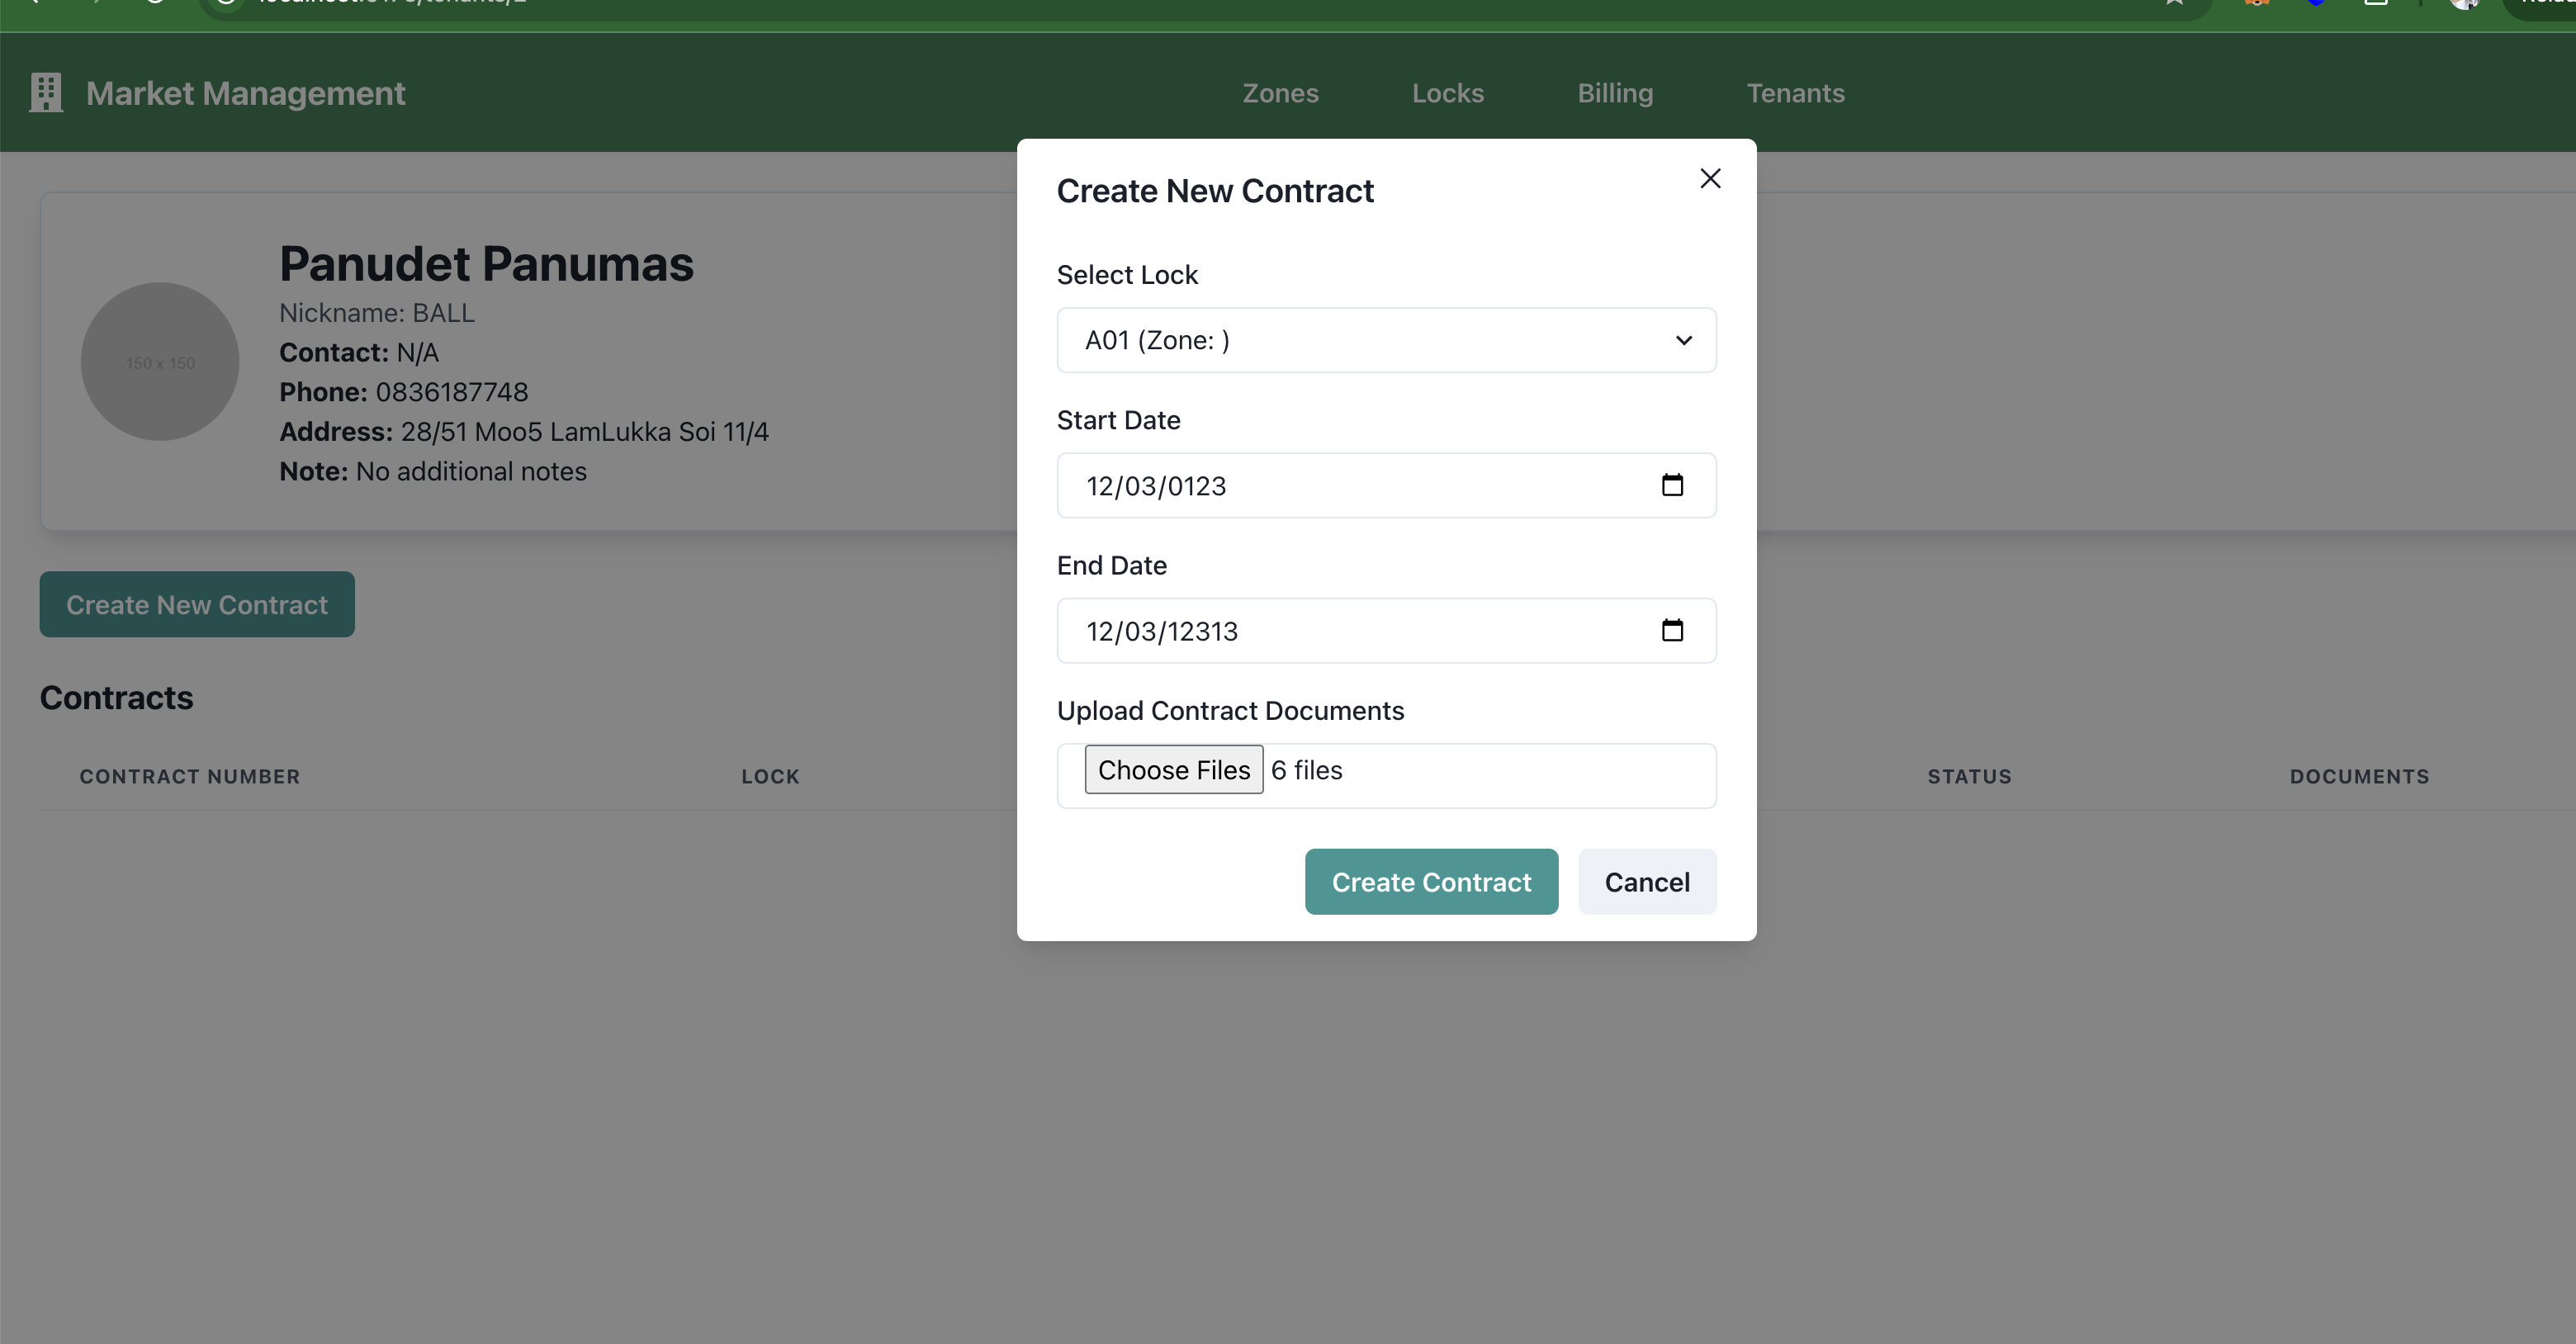 Market Management
Zones
Locks
Billing
Tenants
Panudet Panumas
Nickname: BALL
Contact: N/A
Phone: 0836187748
Address: 28/51 Moo5 LamLukka Soi 11/4
Note: No additional notes
150 x 150
Create New Contract
Contracts
CONTRACT NUMBER
LOCK
STATUS
DOCUMENTS
Create New Contract
Select Lock
A01 (Zone: )
Start Date
12/03/0123
End Date
12/03/12313
Upload Contract Documents
Choose Files 6 files
Create Contract
Cancel